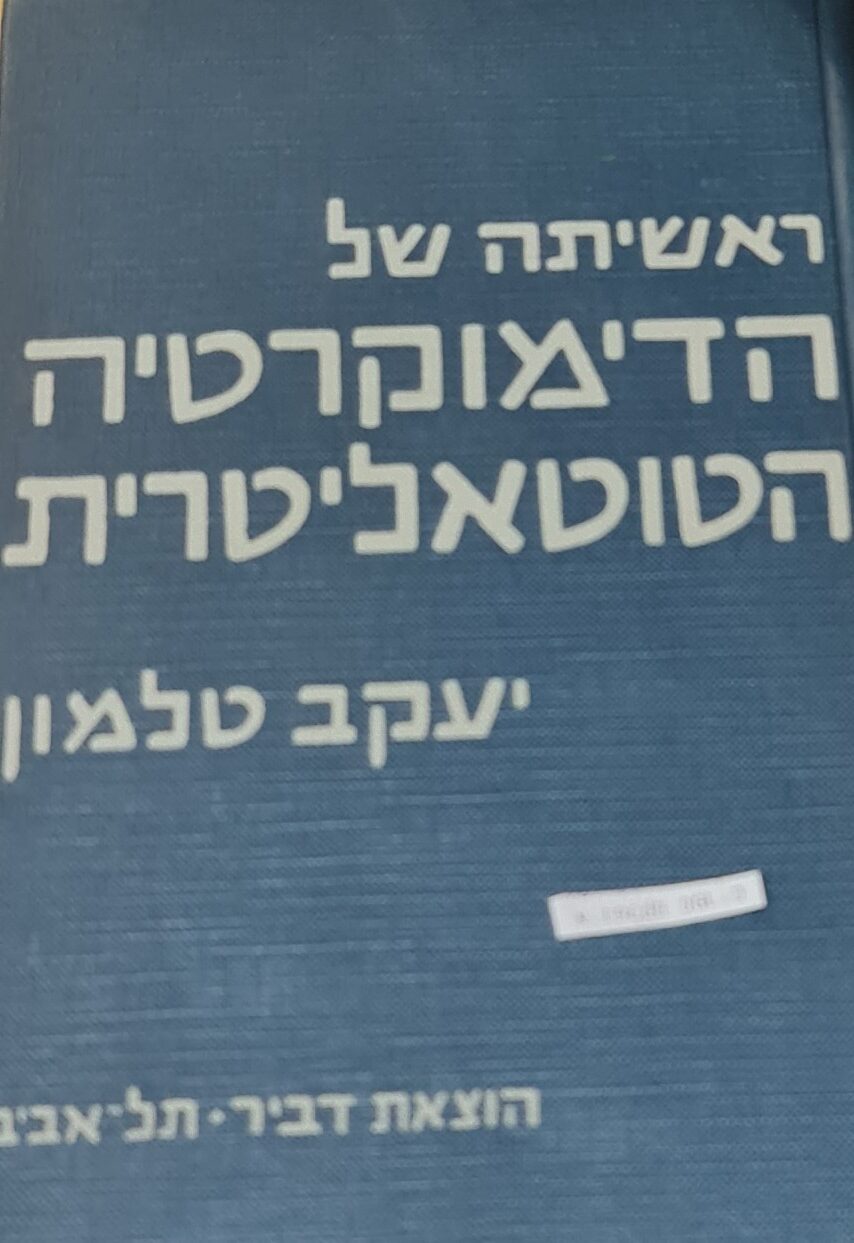 ראשיתה של
הדימוקרטיה
הטוטאליטרית
יעקב טלמון
הוצאת דביר · תל־אביב